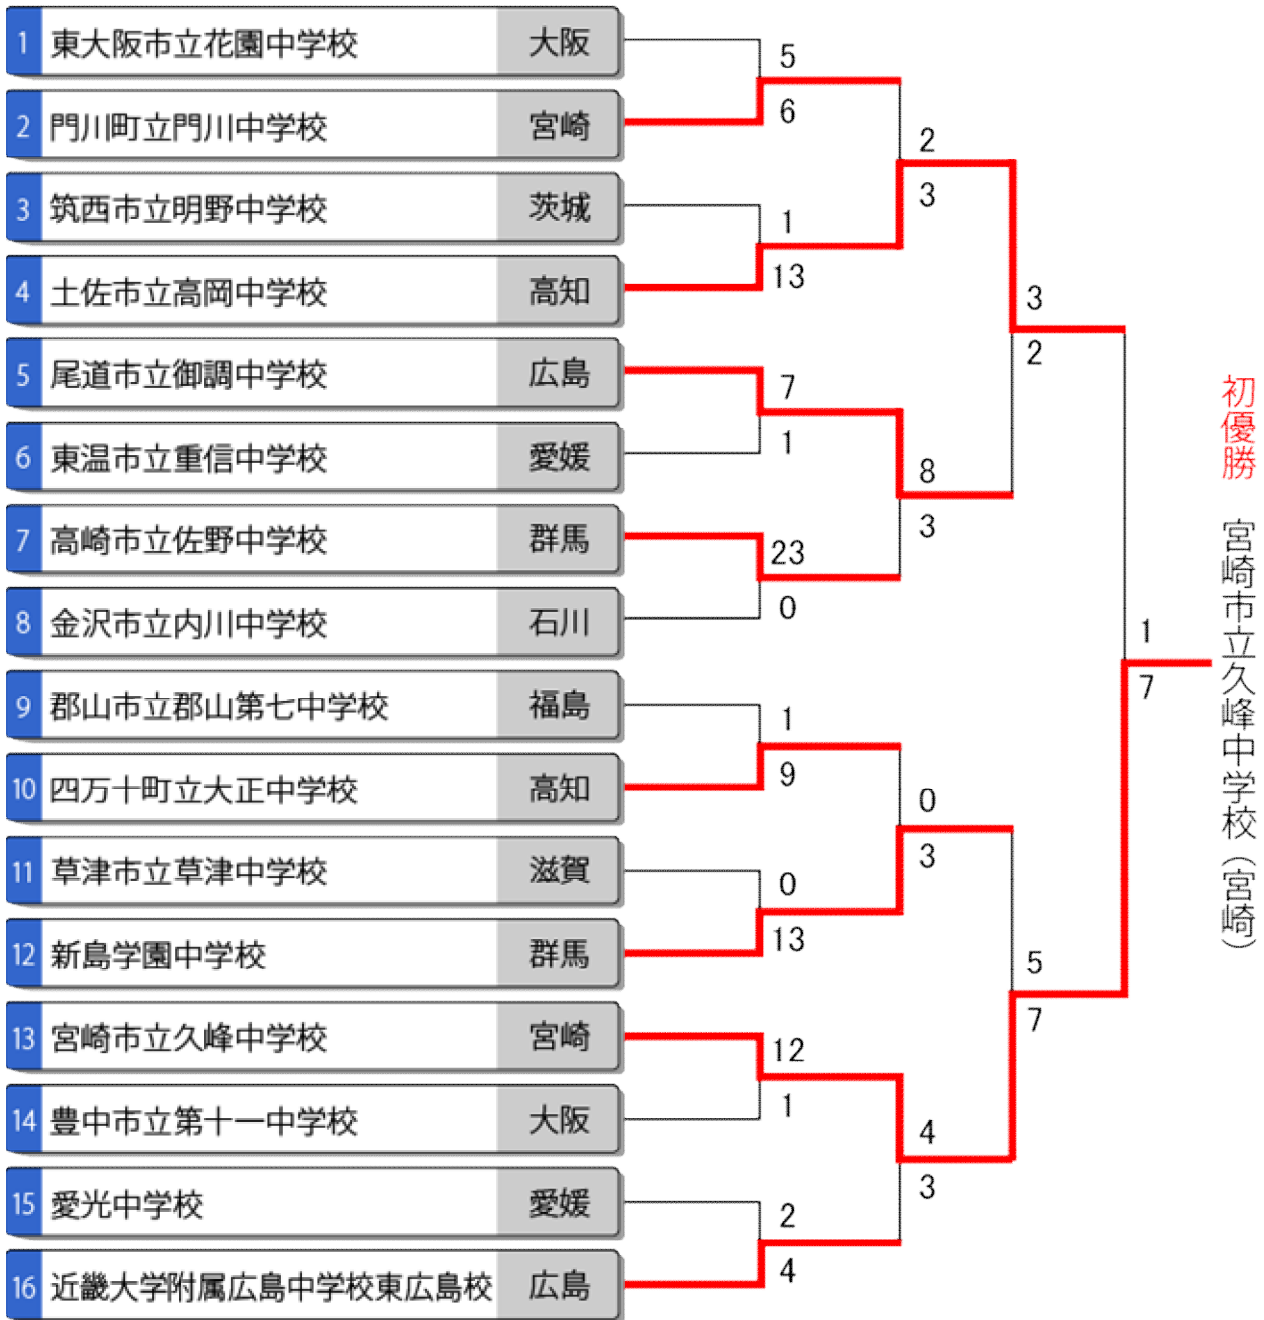 1 東大阪市立花園中学校 大阪
2 門川町立門川中学校 宮崎
3 筑西市立明野中学校 茨城
4 土佐市立高岡中学校 高知
5 尾道市立御調中学校 広島
6 東温市立重信中学校 愛媛
7 高崎市立佐野中学校 群馬
8 金沢市立内川中学校 石川
9 郡山市立郡山第七中学校 福島
10 四万十町立大正中学校 高知
11 草津市立草津中学校 滋賀
12 新島学園中学校 群馬
13 宮崎市立久峰中学校 宮崎
14 豊中市立第十一中学校 大阪
15 愛光中学校 愛媛
16 近畿大学附属広島中学校東広島校 広島
5
6
1
13
7
1
23
0
1
9
0
13
12
1
2
4
2
3
8
3
0
3
4
3
3
2
5
7
1
7
初優勝 宮崎市立久峰中学校（宮崎）